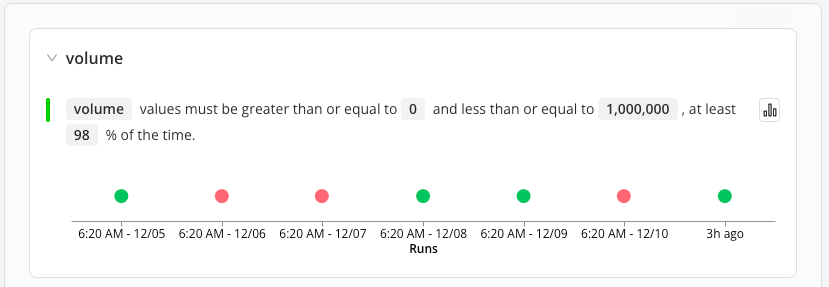 volume
volume values must be greater than or equal to 0 and less than or equal to 1,000,000 , at least
98 % of the time.
6:20 AM - 12/05 6:20 AM - 12/06 6:20 AM - 12/07 6:20 AM - 12/08 6:20 AM - 12/09 6:20 AM - 12/10 3h ago
Runs